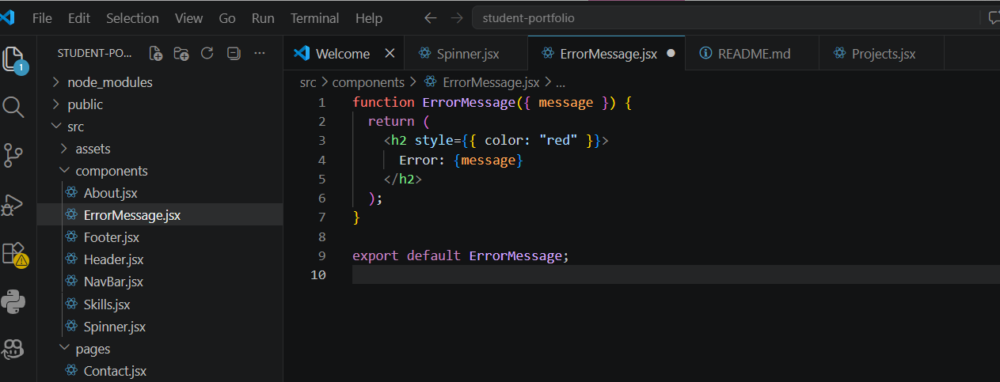 File Edit Selection View Go Run Terminal Help student-portfolio
STUDENT-PO... Welcome Spinner.jsx ErrorMessage.jsx README.md Projects.jsx
1
node_modules
public
src
assets
components
About.jsx
ErrorMessage.jsx
Footer.jsx
Header.jsx
NavBar.jsx
Skills.jsx
Spinner.jsx
pages
Contact.jsx
src > components > ErrorMessage.jsx > ...
1 function ErrorMessage({ message }) {
2   return (
3     <h2 style={{ color: "red" }}>
4       Error: {message}
5     </h2>
6   );
7 }
8
9 export default ErrorMessage;
10